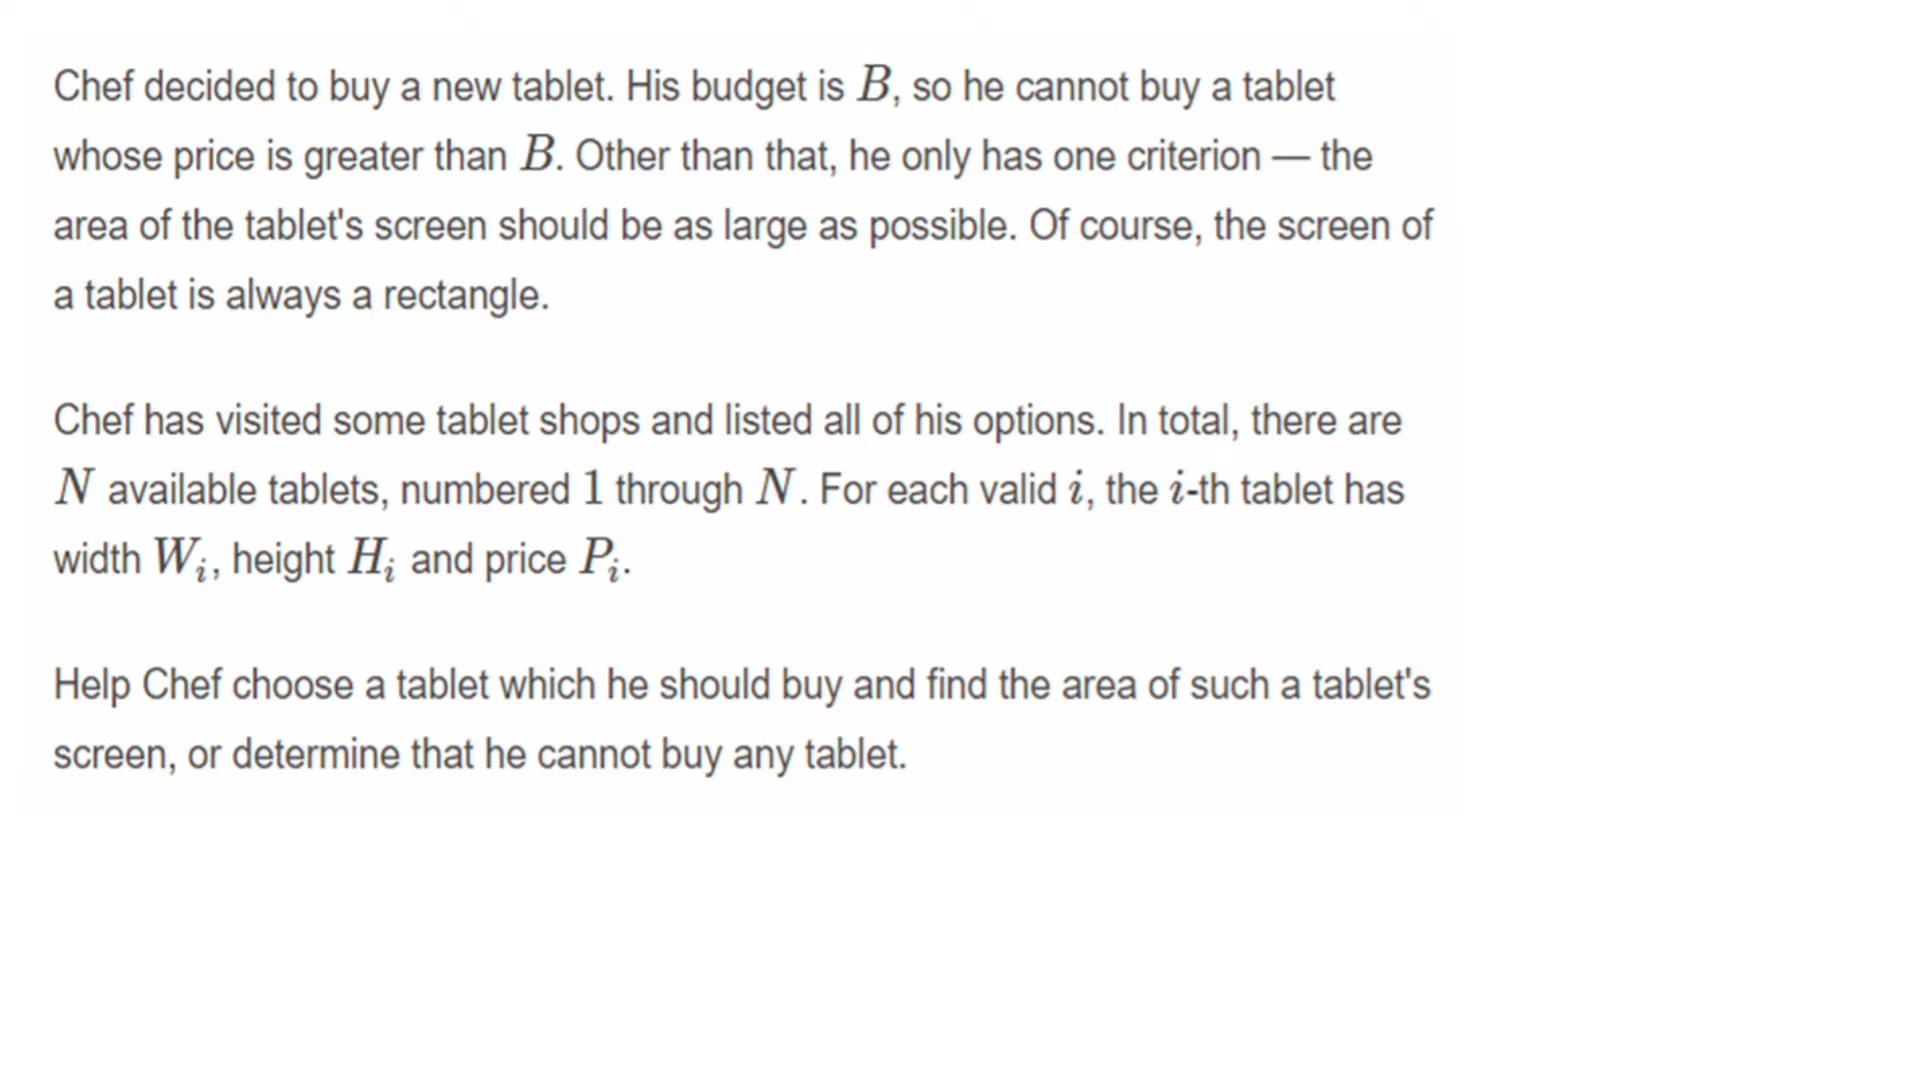 Chef decided to buy a new tablet. His budget is B, so he cannot buy a tablet
whose price is greater than B. Other than that, he only has one criterion — the
area of the tablet's screen should be as large as possible. Of course, the screen of
a tablet is always a rectangle.
Chef has visited some tablet shops and listed all of his options. In total, there are
N available tablets, numbered 1 through N. For each valid i, the i-th tablet has
width Wᵢ, height Hᵢ and price Pᵢ.
Help Chef choose a tablet which he should buy and find the area of such a tablet's
screen, or determine that he cannot buy any tablet.